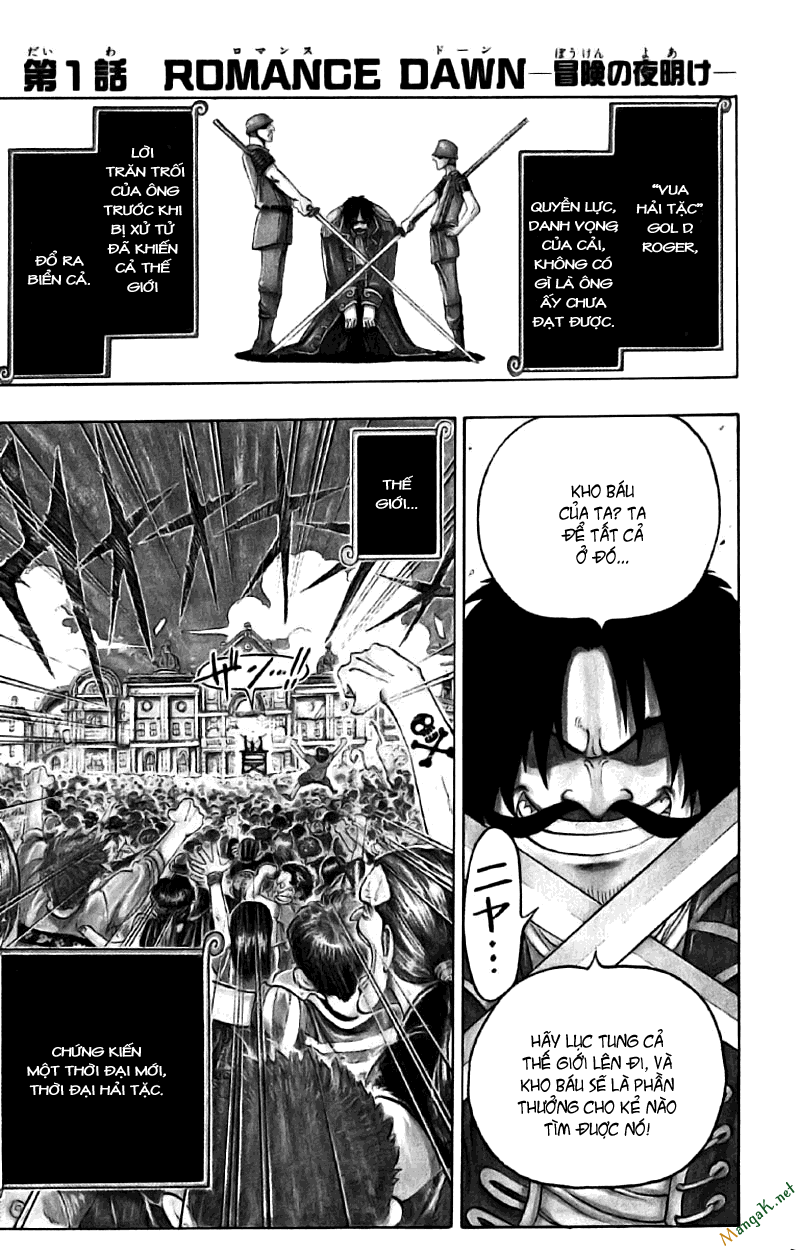 だい わ ロマンス ドーン ぼうけん よあ
第1話 ROMANCE DAWN —冒険の夜明け—
“VUA
HẢI TẶC”
GOL D.
ROGER,
QUYỀN LỰC,
DANH VỌNG
CỦA CẢI,
KHÔNG CÓ
GÌ LÀ ÔNG
ẤY CHƯA
ĐẠT ĐƯỢC.
LỜI
TRĂN TRỐI
CỦA ÔNG
TRƯỚC KHI
BỊ XỬ TỬ
ĐÃ KHIẾN
CẢ THẾ
GIỚI
ĐỔ RA
BIỂN CẢ.
KHO BÁU
CỦA TA? TA
ĐỂ TẤT CẢ
Ở ĐÓ...
ニヤ…
HÃY LỤC TUNG CẢ
THẾ GIỚI LÊN ĐI, VÀ
KHO BÁU SẼ LÀ PHẦN
THƯỞNG CHO KẺ NÀO
TÌM ĐUỢC NÓ!
THẾ
GIỚI...
CHỨNG KIẾN
MỘT THỜI ĐẠI MỚI,
THỜI ĐẠI HẢI TẶC.
MangaK.net